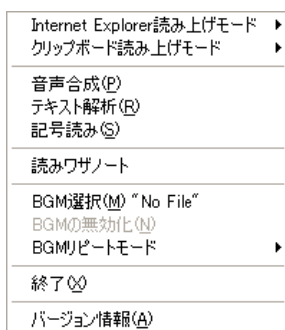 Internet Explorer読み上げモード
クリップボード読み上げモード
音声合成(P)
テキスト解析(R)
記号読み(S)
読みワザノート
BGM選択(M) "No File"
BGMの無効化(N)
BGMリピートモード
終了(X)
バージョン情報(A)